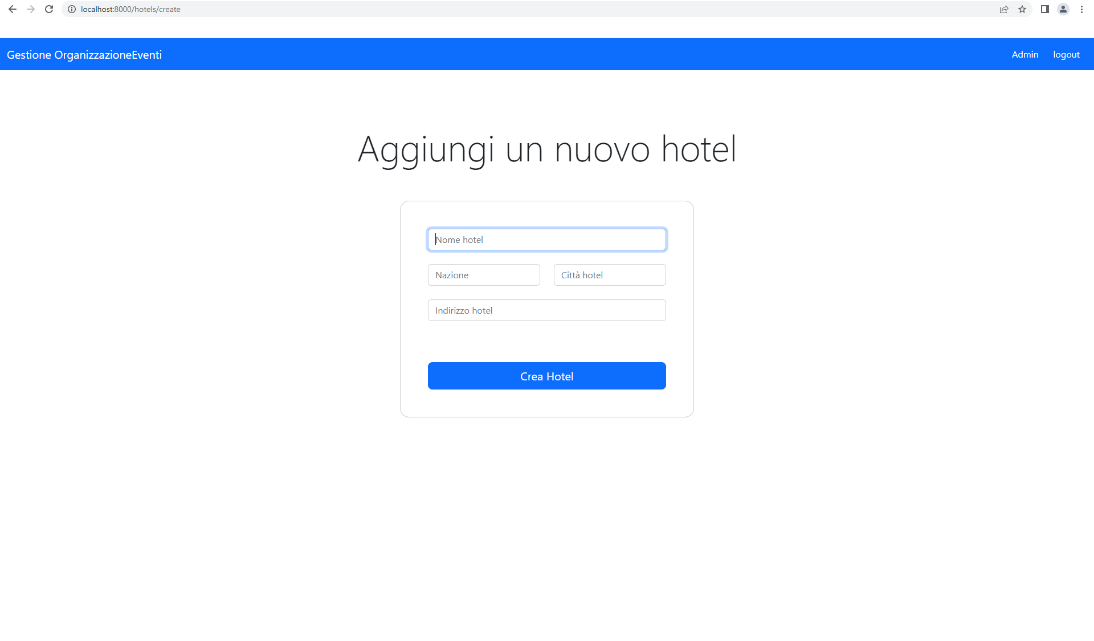 localhost:8000/hotels/create
Gestione OrganizzazioneEventi Admin logout
Aggiungi un nuovo hotel
Nome hotel
Nazione Città hotel
Indirizzo hotel
Crea Hotel